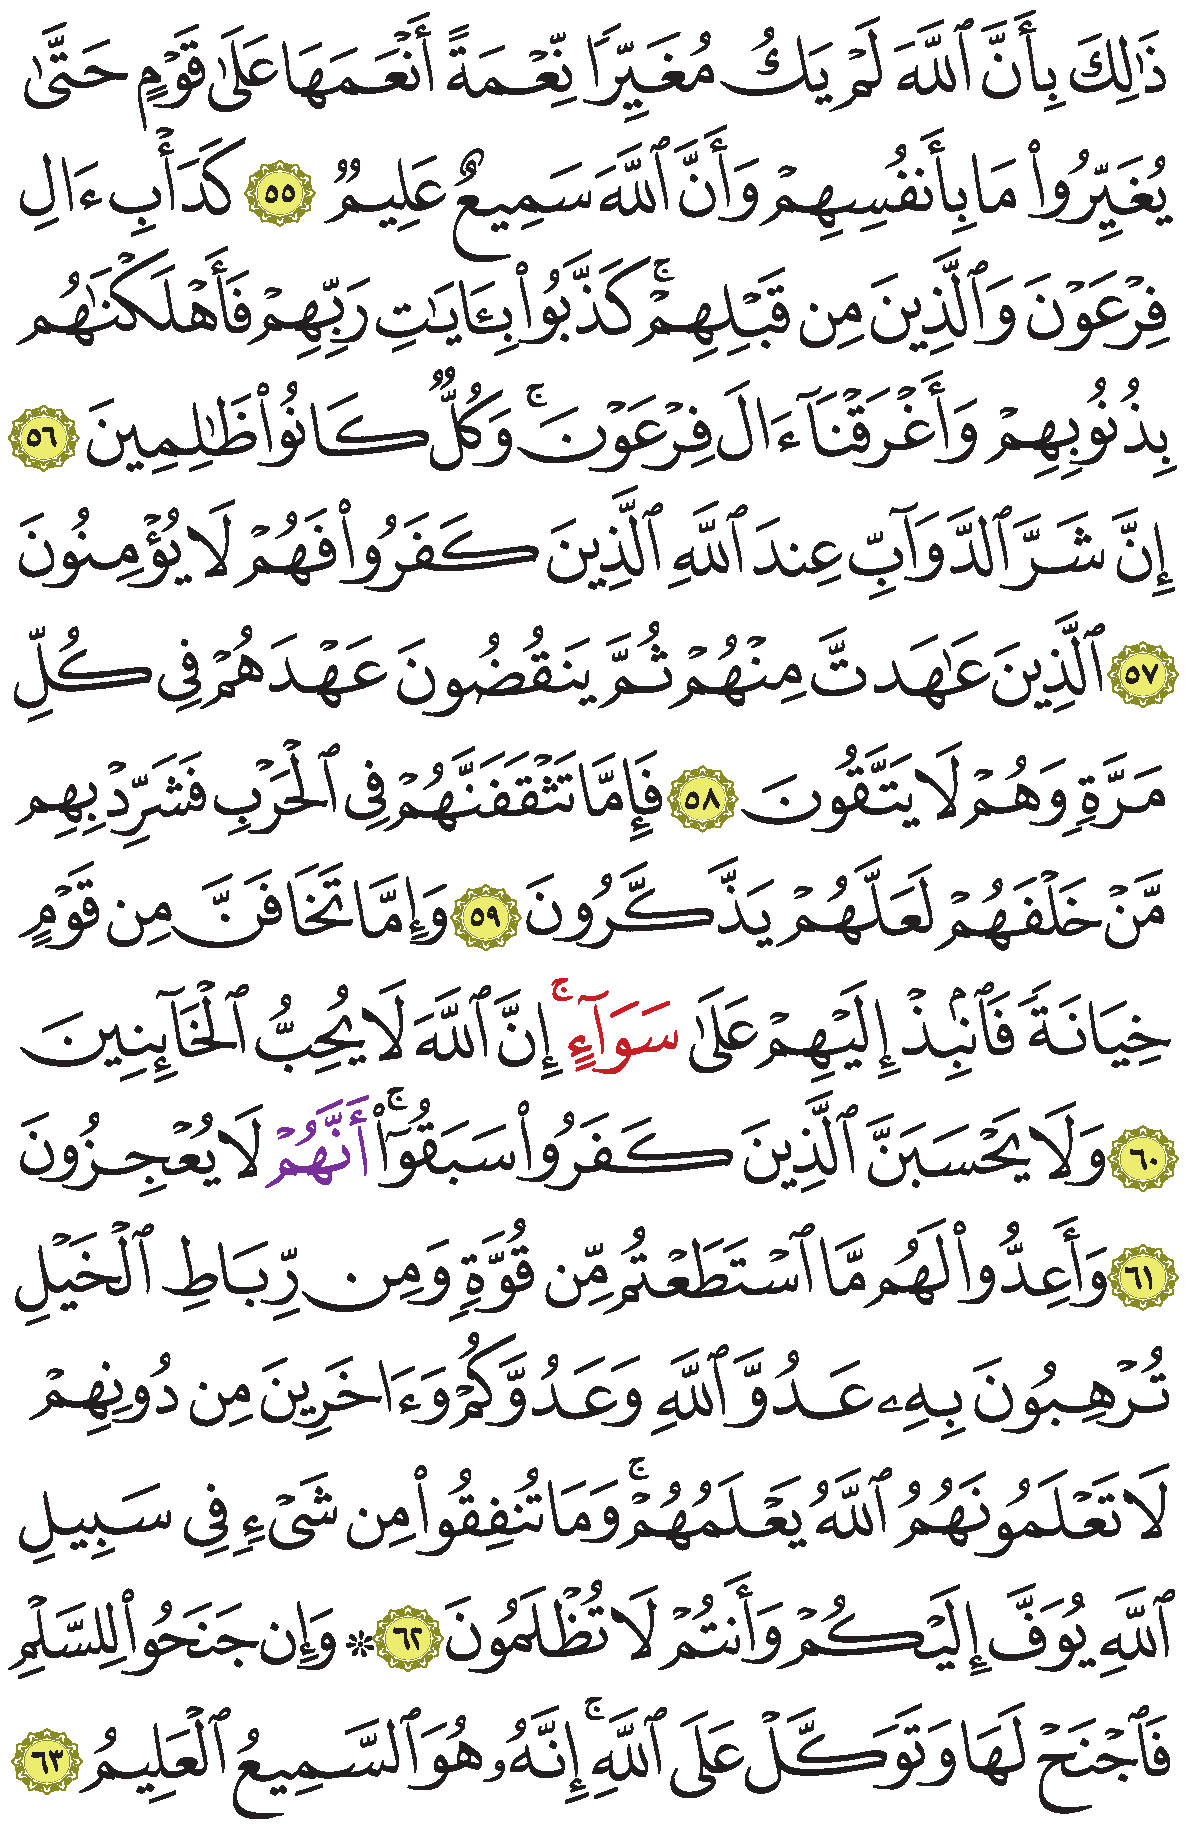 ذَٰلِكَ بِأَنَّ ٱللَّهَ لَمۡ يَكُ مُغَيِّرٗا نِّعۡمَةً أَنۡعَمَهَا عَلَىٰ قَوۡمٍ حَتَّىٰ
يُغَيِّرُواْ مَا بِأَنفُسِهِمۡ وَأَنَّ ٱللَّهَ سَمِيعٌ عَلِيمٞ ٥٥ كَدَأۡبِ ءَالِ
فِرۡعَوۡنَ وَٱلَّذِينَ مِن قَبۡلِهِمۡۚ كَذَّبُواْ بِـَٔايَٰتِ رَبِّهِمۡ فَأَهۡلَكۡنَٰهُم
بِذُنُوبِهِمۡ وَأَغۡرَقۡنَآ ءَالَ فِرۡعَوۡنَۚ وَكُلّٞ كَانُواْ ظَٰلِمِينَ ٥٦
إِنَّ شَرَّ ٱلدَّوَآبِّ عِندَ ٱللَّهِ ٱلَّذِينَ كَفَرُواْ فَهُمۡ لَا يُؤۡمِنُونَ
٥٧ ٱلَّذِينَ عَٰهَدتَّ مِنۡهُمۡ ثُمَّ يَنقُضُونَ عَهۡدَهُمۡ فِي كُلِّ
مَرَّةٖ وَهُمۡ لَا يَتَّقُونَ ٥٨ فَإِمَّا تَثۡقَفَنَّهُمۡ فِي ٱلۡحَرۡبِ فَشَرِّدۡ بِهِم
مَّنۡ خَلۡفَهُمۡ لَعَلَّهُمۡ يَذَّكَّرُونَ ٥٩ وَإِمَّا تَخَافَنَّ مِن قَوۡمٍ
خِيَانَةٗ فَٱنۢبِذۡ إِلَيۡهِمۡ عَلَىٰ سَوَآءٍۚ إِنَّ ٱللَّهَ لَا يُحِبُّ ٱلۡخَآئِنِينَ
٦٠ وَلَا يَحۡسَبَنَّ ٱلَّذِينَ كَفَرُواْ سَبَقُوٓاْۚ أَنَّهُمۡ لَا يُعۡجِزُونَ
٦١ وَأَعِدُّواْ لَهُم مَّا ٱسۡتَطَعۡتُم مِّن قُوَّةٖ وَمِن رِّبَاطِ ٱلۡخَيۡلِ
تُرۡهِبُونَ بِهِۦ عَدُوَّ ٱللَّهِ وَعَدُوَّكُمۡ وَءَاخَرِينَ مِن دُونِهِمۡ
لَا تَعۡلَمُونَهُمُ ٱللَّهُ يَعۡلَمُهُمۡۚ وَمَا تُنفِقُواْ مِن شَيۡءٖ فِي سَبِيلِ
ٱللَّهِ يُوَفَّ إِلَيۡكُمۡ وَأَنتُمۡ لَا تُظۡلَمُونَ ٦٢ ۞ وَإِن جَنَحُواْ لِلسَّلۡمِ
فَٱجۡنَحۡ لَهَا وَتَوَكَّلۡ عَلَى ٱللَّهِۚ إِنَّهُۥ هُوَ ٱلسَّمِيعُ ٱلۡعَلِيمُ ٦٣